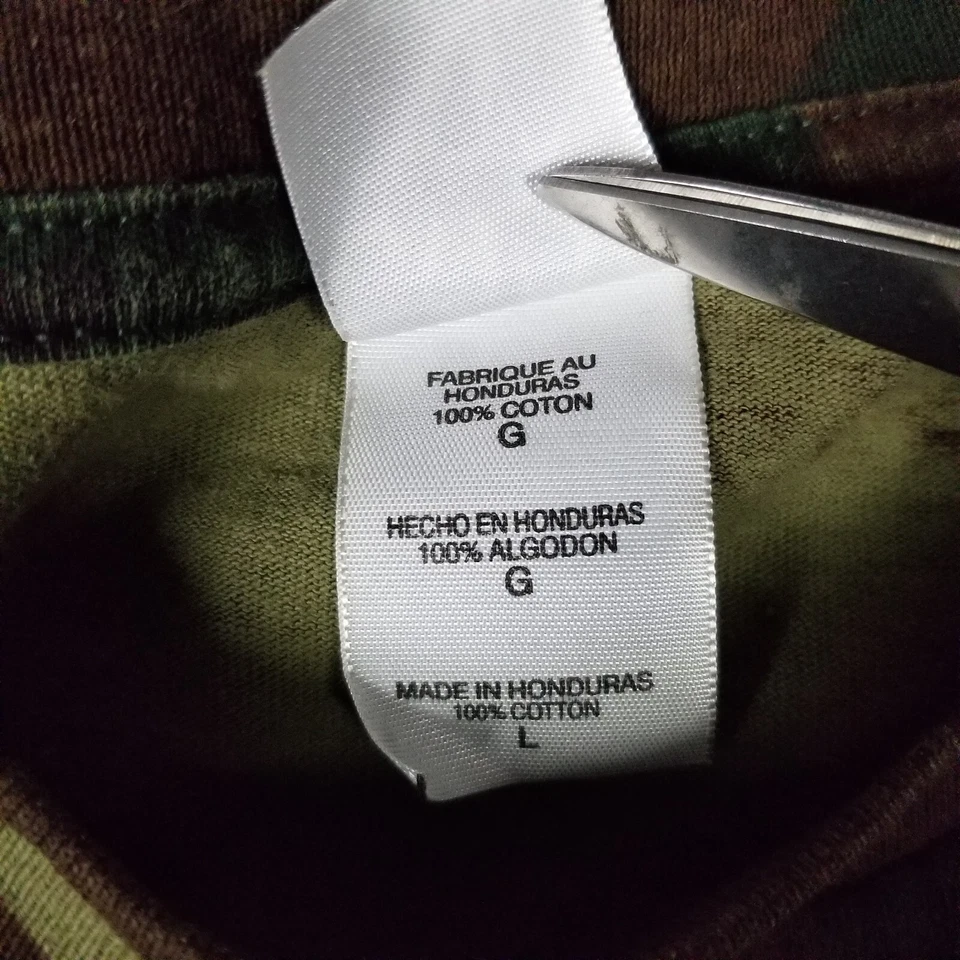 FABRIQUE AU
HONDURAS
100% COTON
G
HECHO EN HONDURAS
100% ALGODON
G
MADE IN HONDURAS
100% COTTON
L